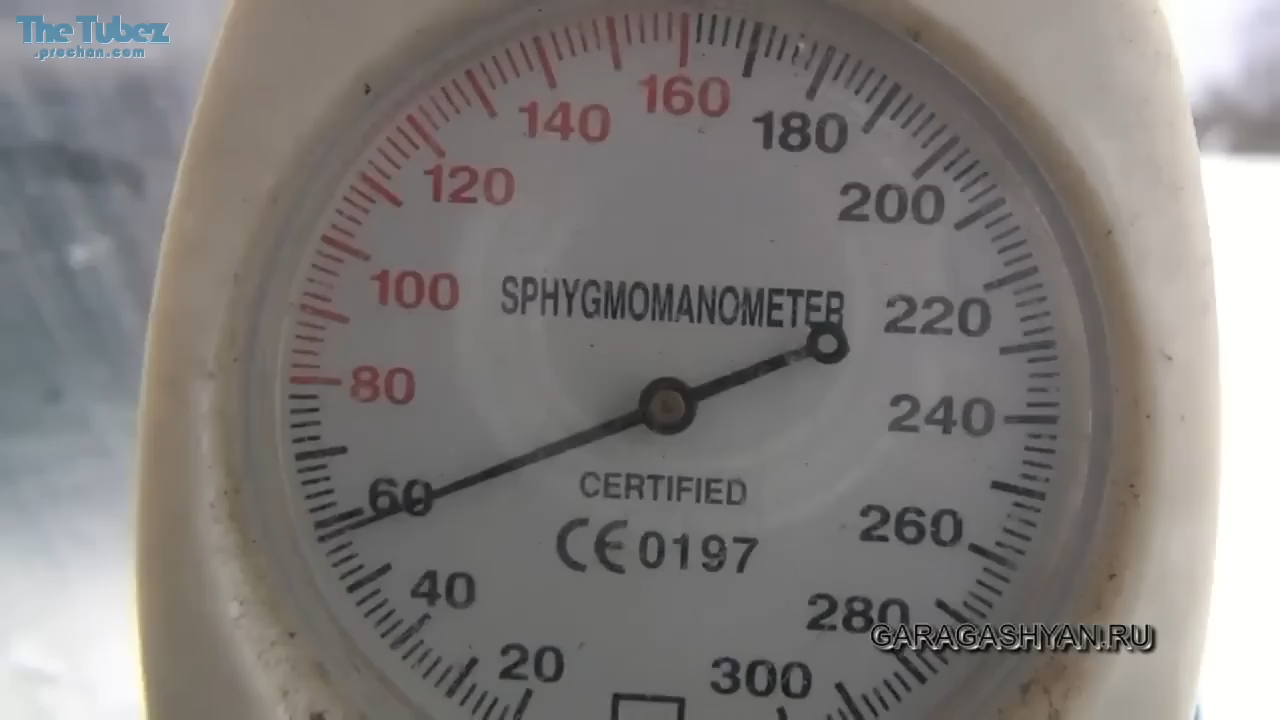 The Tubez
.prochan.com
160
140
180
120
200
100
SPHYGMOMANOMETER
220
80
240
60
CERTIFIED
260
CE 0197
40
280
GARAGASHYAN.RU
20
300